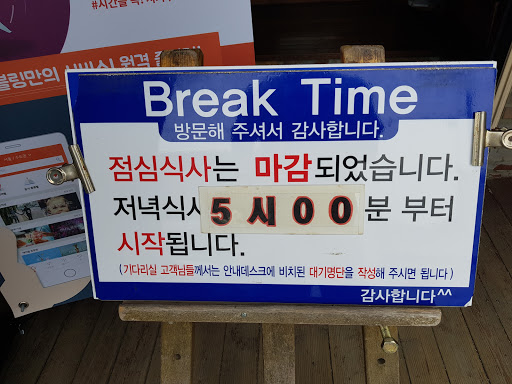 Break Time
방문해 주셔서 감사합니다.
점심식사는 마감되었습니다.
저녁식사 5시00분 부터
시작됩니다.
(기다리실 고객님들께서는 안내데스크에 비치된 대기명단을 작성해 주시면 됩니다)
감사합니다^^